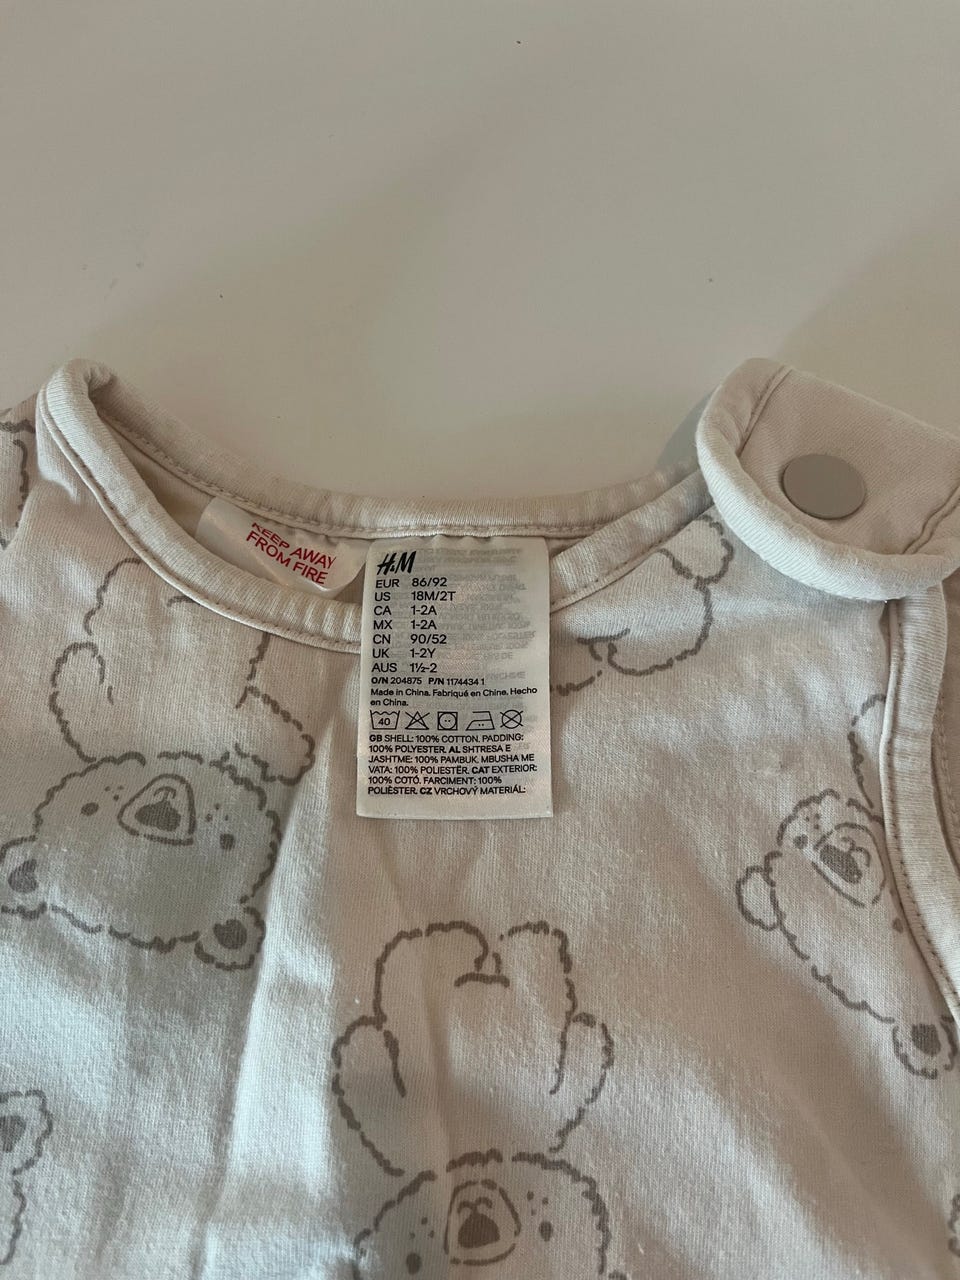 KEEP AWAY
FROM FIRE
H&M
EUR 86/92
US 18M/2T
CA 1-2A
MX 1-2A
CN 90/52
UK 1-2Y
AUS 1½-2
O/N 204875 P/N 1174434 1
Made in China. Fabriqué en Chine. Hecho
en China.
40
GB SHELL: 100% COTTON. PADDING:
100% POLYESTER. AL SHTRESA E
JASHTME: 100% PAMBUK. MBUSHA ME
VATA: 100% POLIESTËR. CAT EXTERIOR:
100% COTÓ. FARCIMENT: 100%
POLIÈSTER. CZ VRCHOVÝ MATERIÁL: